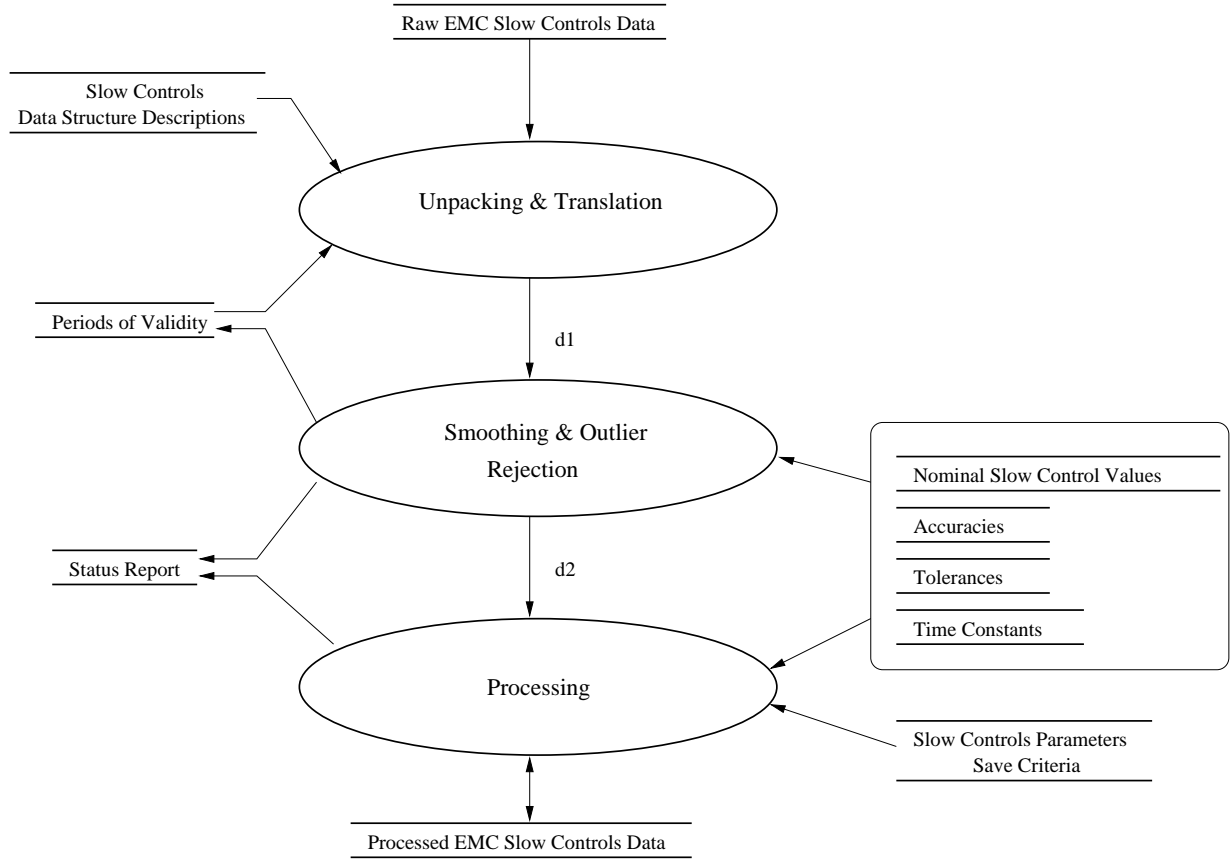 Raw EMC Slow Controls Data
Slow Controls
Data Structure Descriptions
Unpacking & Translation
Periods of Validity
d1
Smoothing & Outlier
Rejection
Nominal Slow Control Values
Accuracies
Tolerances
Time Constants
Status Report
d2
Processing
Slow Controls Parameters
Save Criteria
Processed EMC Slow Controls Data